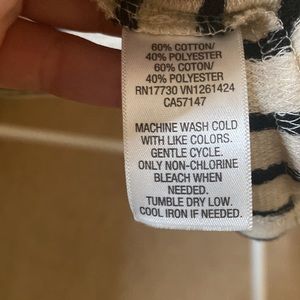 60% COTTON/
40% POLYESTER
60% COTTON/
40% POLYESTER
RN17730 VN1261424
CA57147
MACHINE WASH COLD
WITH LIKE COLORS.
GENTLE CYCLE.
ONLY NON-CHLORINE
BLEACH WHEN
NEEDED.
TUMBLE DRY LOW.
COOL IRON IF NEEDED.